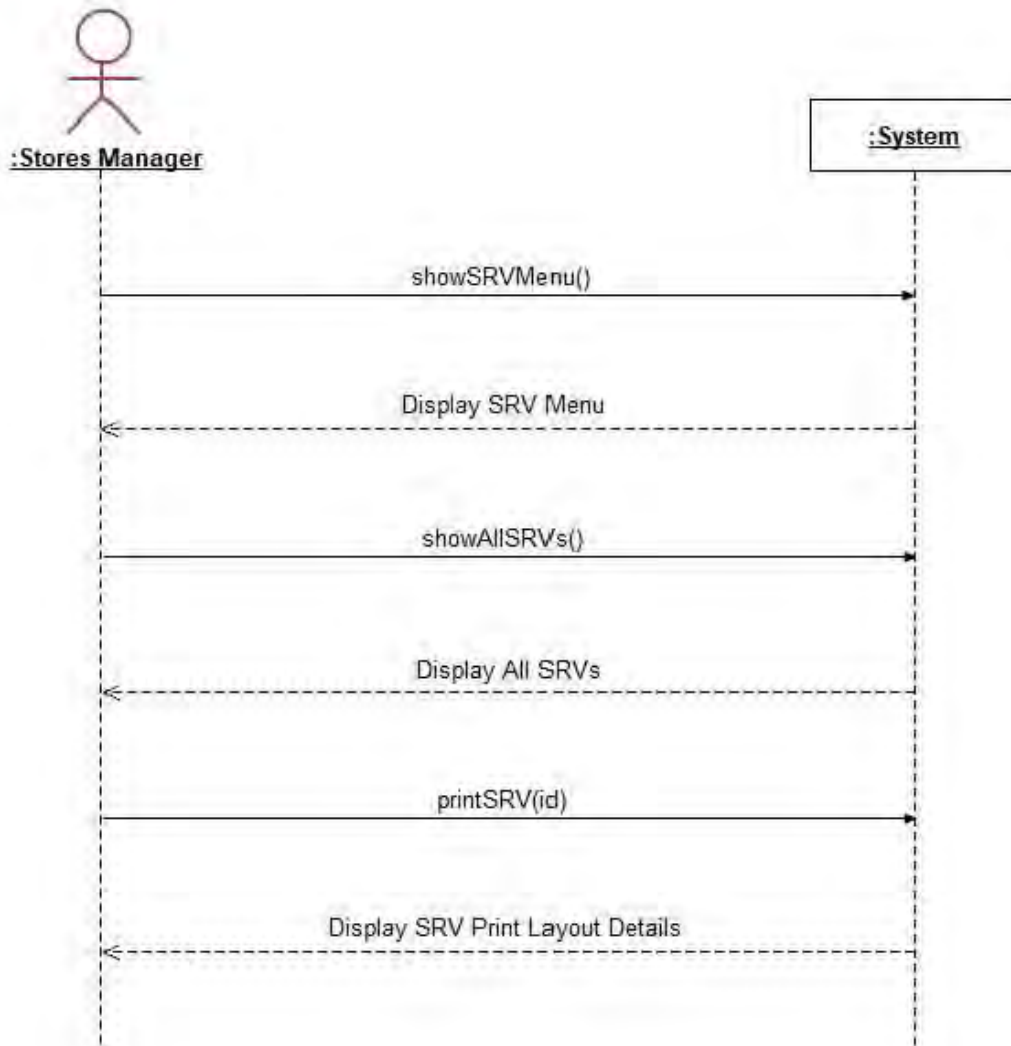 :Stores Manager
:System
showSRVMenu()
Display SRV Menu
showAllSRVs()
Display All SRVs
printSRV(id)
Display SRV Print Layout Details